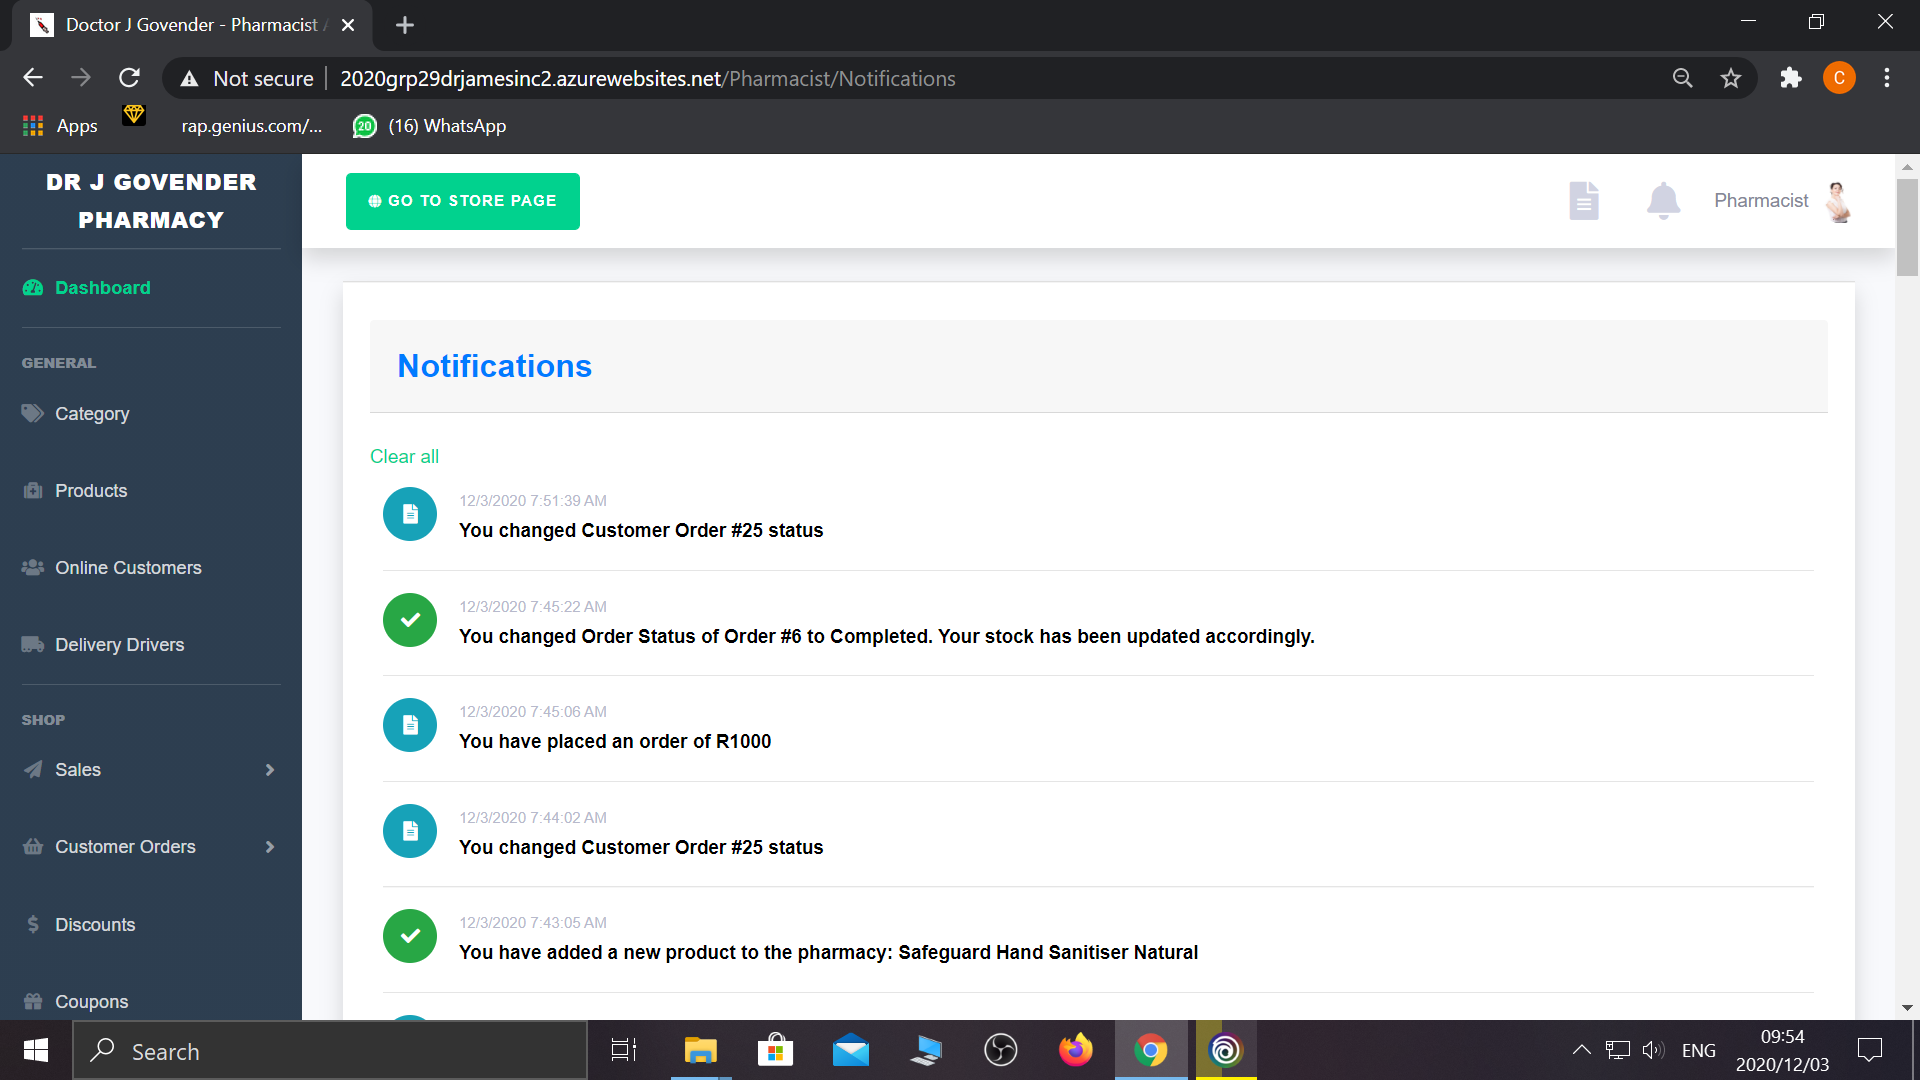 Doctor J Govender - Pharmacist
Not secure
2020grp29drjamesinc2.azurewebsites.net/Pharmacist/Notifications
C
Apps
rap.genius.com/...
20
(16) WhatsApp
DR J GOVENDER
PHARMACY
GO TO STORE PAGE
Pharmacist
Dashboard
GENERAL
Category
Products
Online Customers
Delivery Drivers
SHOP
Sales
Customer Orders
Discounts
Coupons
Notifications
Clear all
12/3/2020 7:51:39 AM
You changed Customer Order #25 status
12/3/2020 7:45:22 AM
You changed Order Status of Order #6 to Completed. Your stock has been updated accordingly.
12/3/2020 7:45:06 AM
You have placed an order of R1000
12/3/2020 7:44:02 AM
You changed Customer Order #25 status
12/3/2020 7:43:05 AM
You have added a new product to the pharmacy: Safeguard Hand Sanitiser Natural
Search
ENG
09:54
2020/12/03